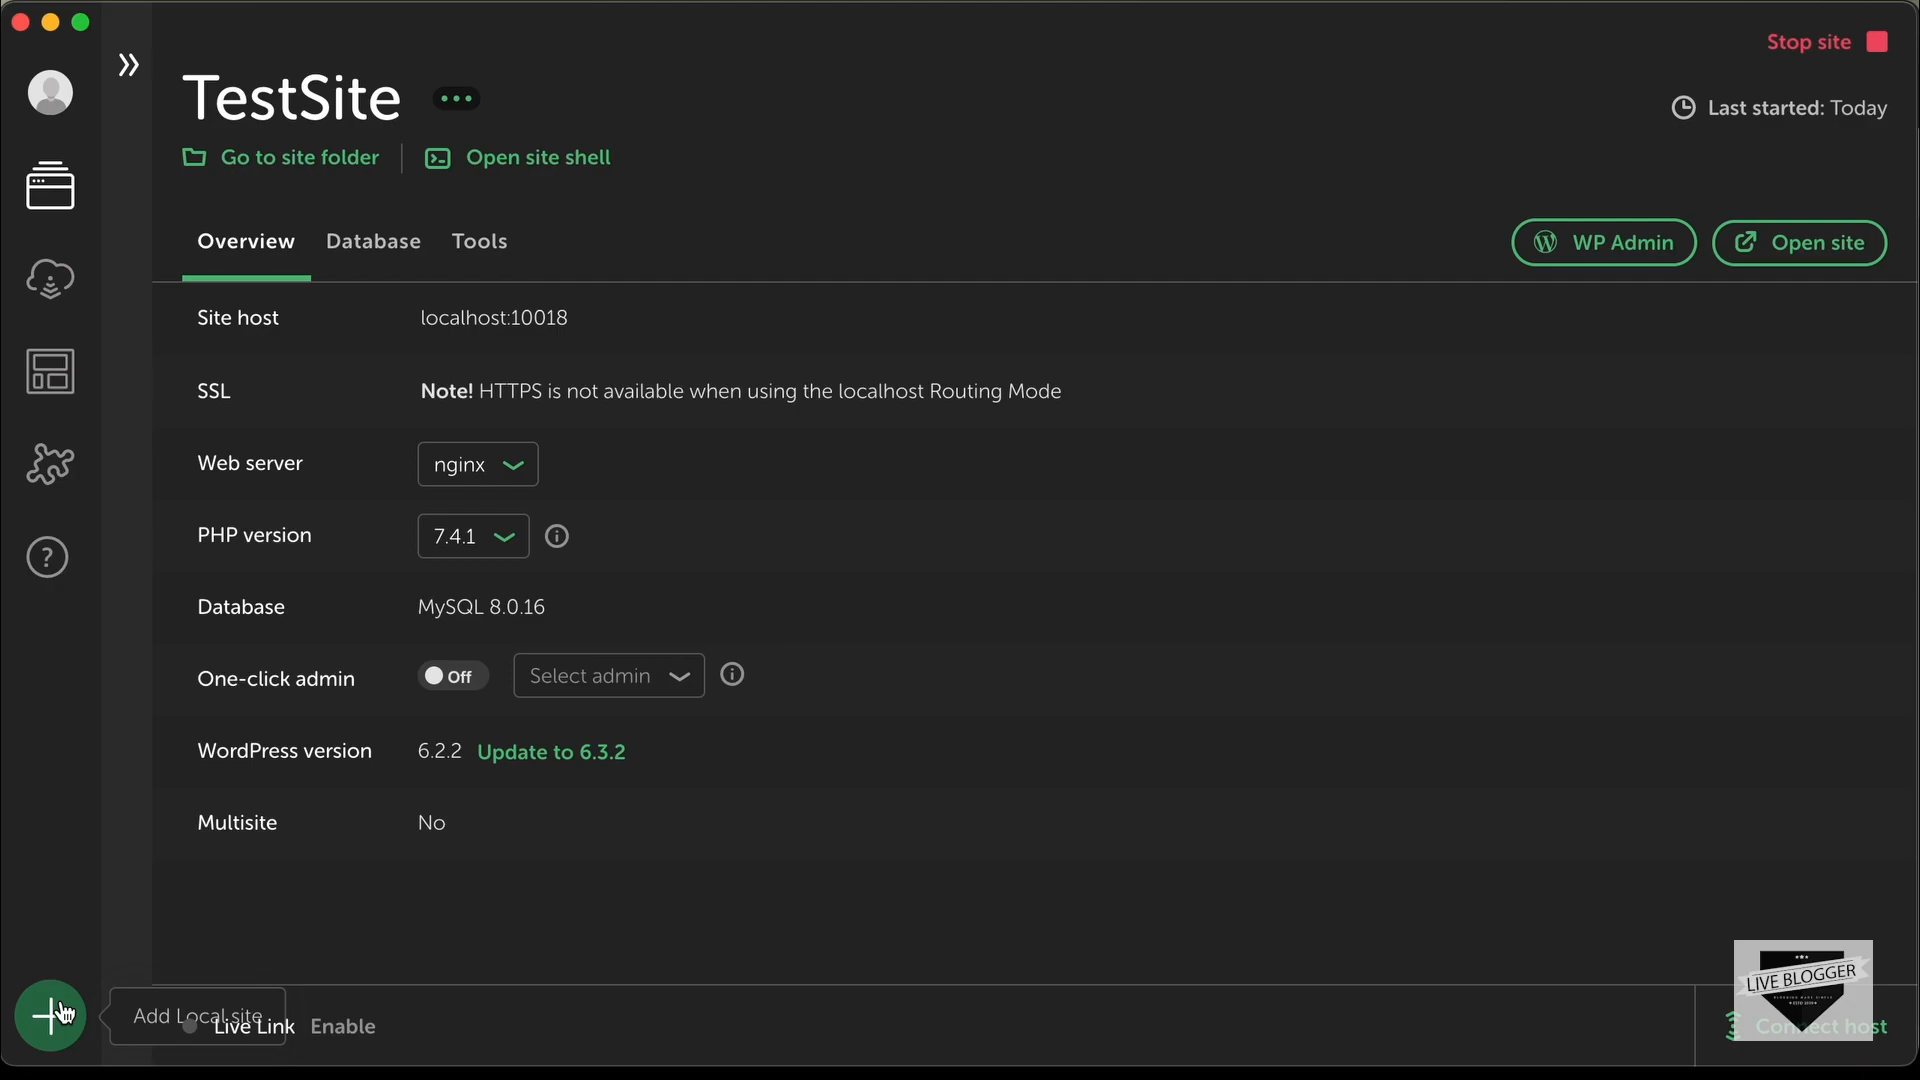 Stop site
TestSite
Last started: Today
Go to site folder
Open site shell
Overview
Database
Tools
WP Admin
Open site
Site host
localhost:10018
SSL
Note! HTTPS is not available when using the localhost Routing Mode
Web server
nginx
PHP version
7.4.1
Database
MySQL 8.0.16
One-click admin
Off
Select admin
WordPress version
6.2.2
Update to 6.3.2
Multisite
No
Add Local site
Live Link
Enable
LIVE BLOGGER
Connect host